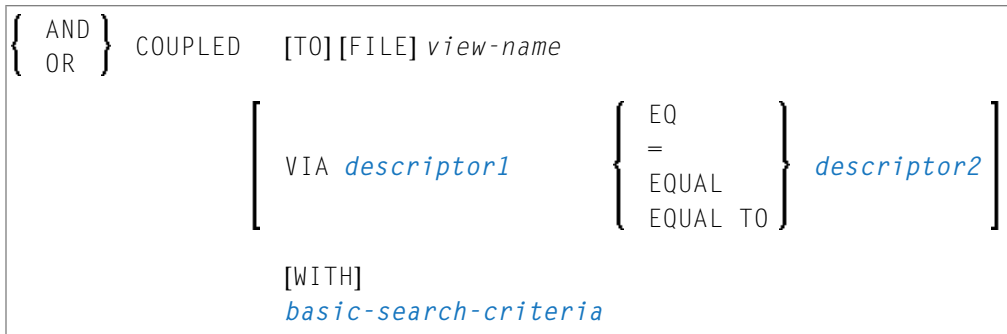 AND
OR
COUPLED [TO] [FILE] view-name
EQ
=
VIA descriptor1 descriptor2
EQUAL
EQUAL TO
[WITH]
basic-search-criteria